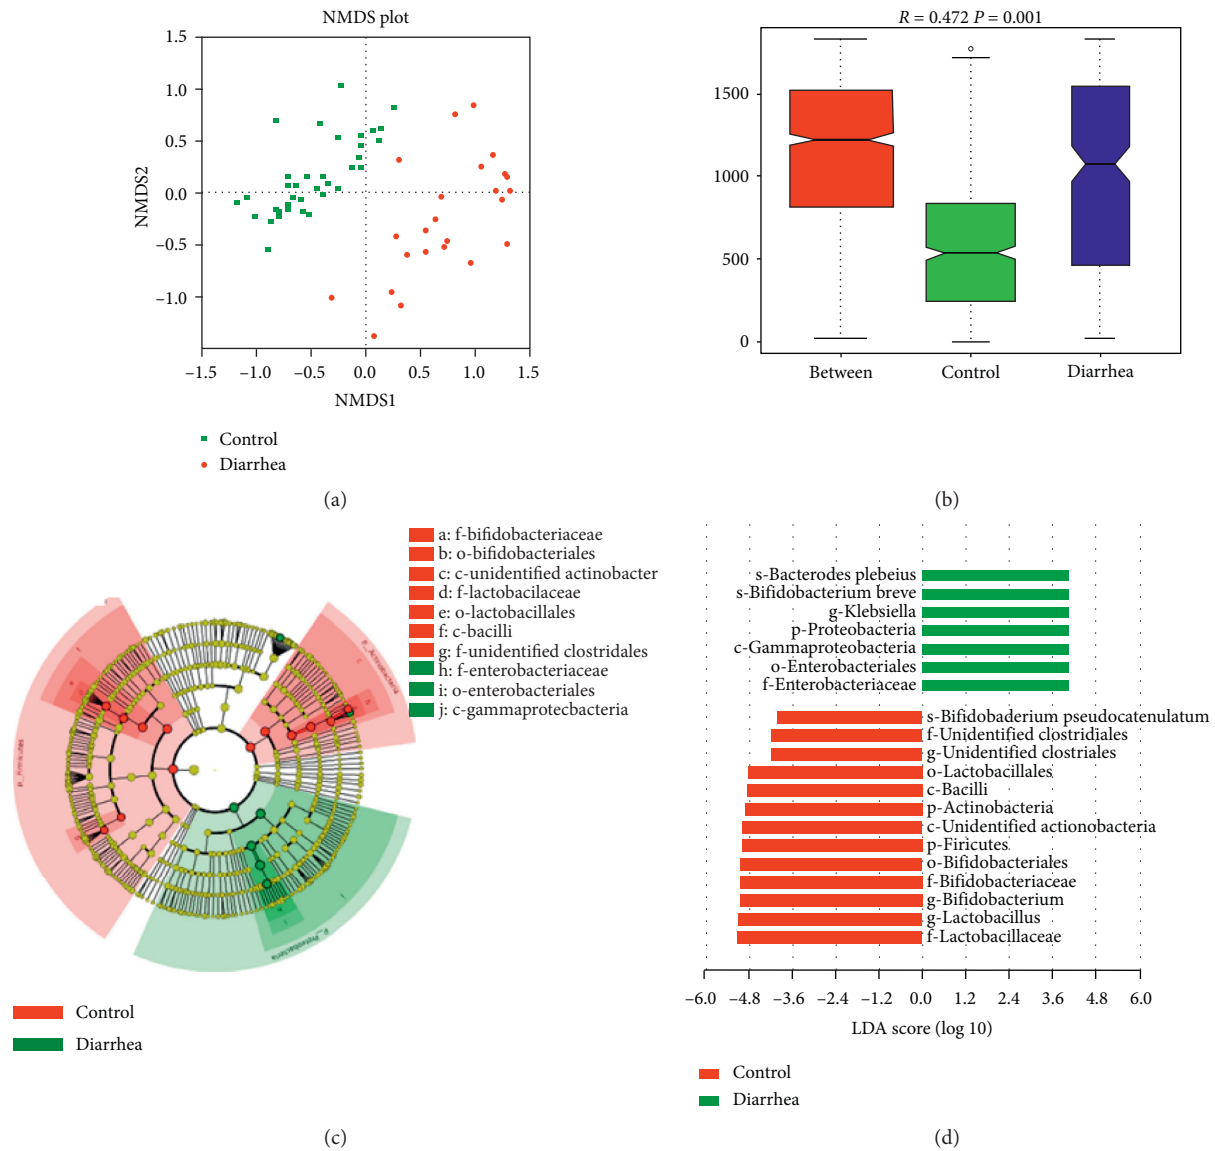 NMDS plot
1.5
1.0
0.5
0.0
–0.5
–1.0
NMDS2
–1.5
–1.0
–0.5
0.0
0.5
1.0
1.5
NMDS1
Control
Diarrhea
(a)
R = 0.472 P = 0.001
1500
1000
500
0
Between
Control
Diarrhea
(b)
a: f-bifidobacteriaceae
b: o-bifidobacteriales
c: c-unidentified actinobacter
d: f-lactobacilaceae
e: o-lactobacillales
f: c-bacilli
g: f-unidentified clostridales
h: f-enterobacteriaceae
i: o-enterobacteriales
j: c-gammaprotecbacteria
P_Actinobacteria
P_Proteobacteria
Control
Diarrhea
(c)
s-Bacterodes plebeius
s-Bifidobacterium breve
g-Klebsiella
p-Proteobacteria
c-Gammaproteobacteria
o-Enterobacteriales
f-Enterobacteriaceae
s-Bifidobaderium pseudocatenulatum
f-Unidentified clostridiales
g-Unidentified clostriales
o-Lactobacillales
c-Bacilli
p-Actinobacteria
c-Unidentified actionobacteria
p-Firicutes
o-Bifidobacteriales
f-Bifidobacteriaceae
g-Bifidobacterium
g-Lactobacillus
f-Lactobacillaceae
–6.0
–4.8
–3.6
–2.4
–1.2
0.0
1.2
2.4
3.6
4.8
6.0
LDA score (log 10)
Control
Diarrhea
(d)